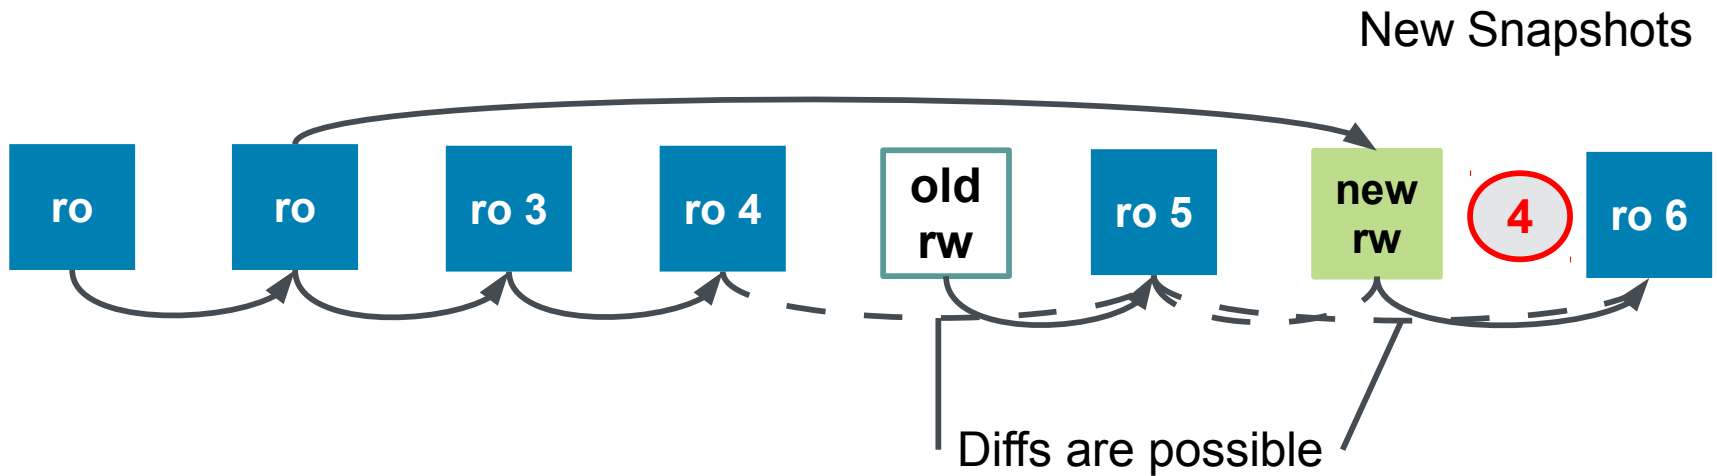 New Snapshots
ro
ro
ro 3
ro 4
old
rw
ro 5
new
rw
4
ro 6
Diffs are possible